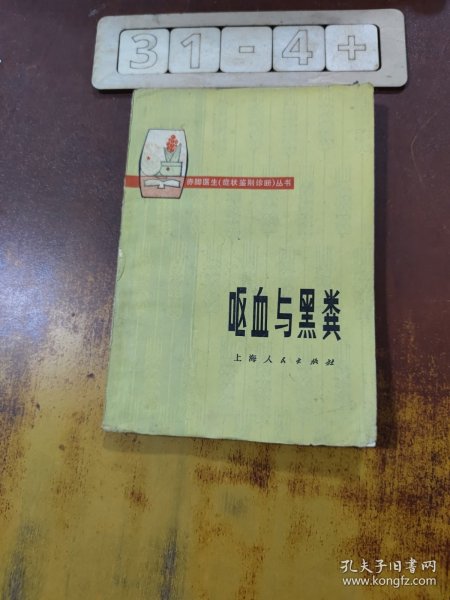 31-4+
赤脚医生(症状鉴别诊断)丛书
呕血与黑粪
上海人民出版社
孔夫子旧书网
www.kongfz.com